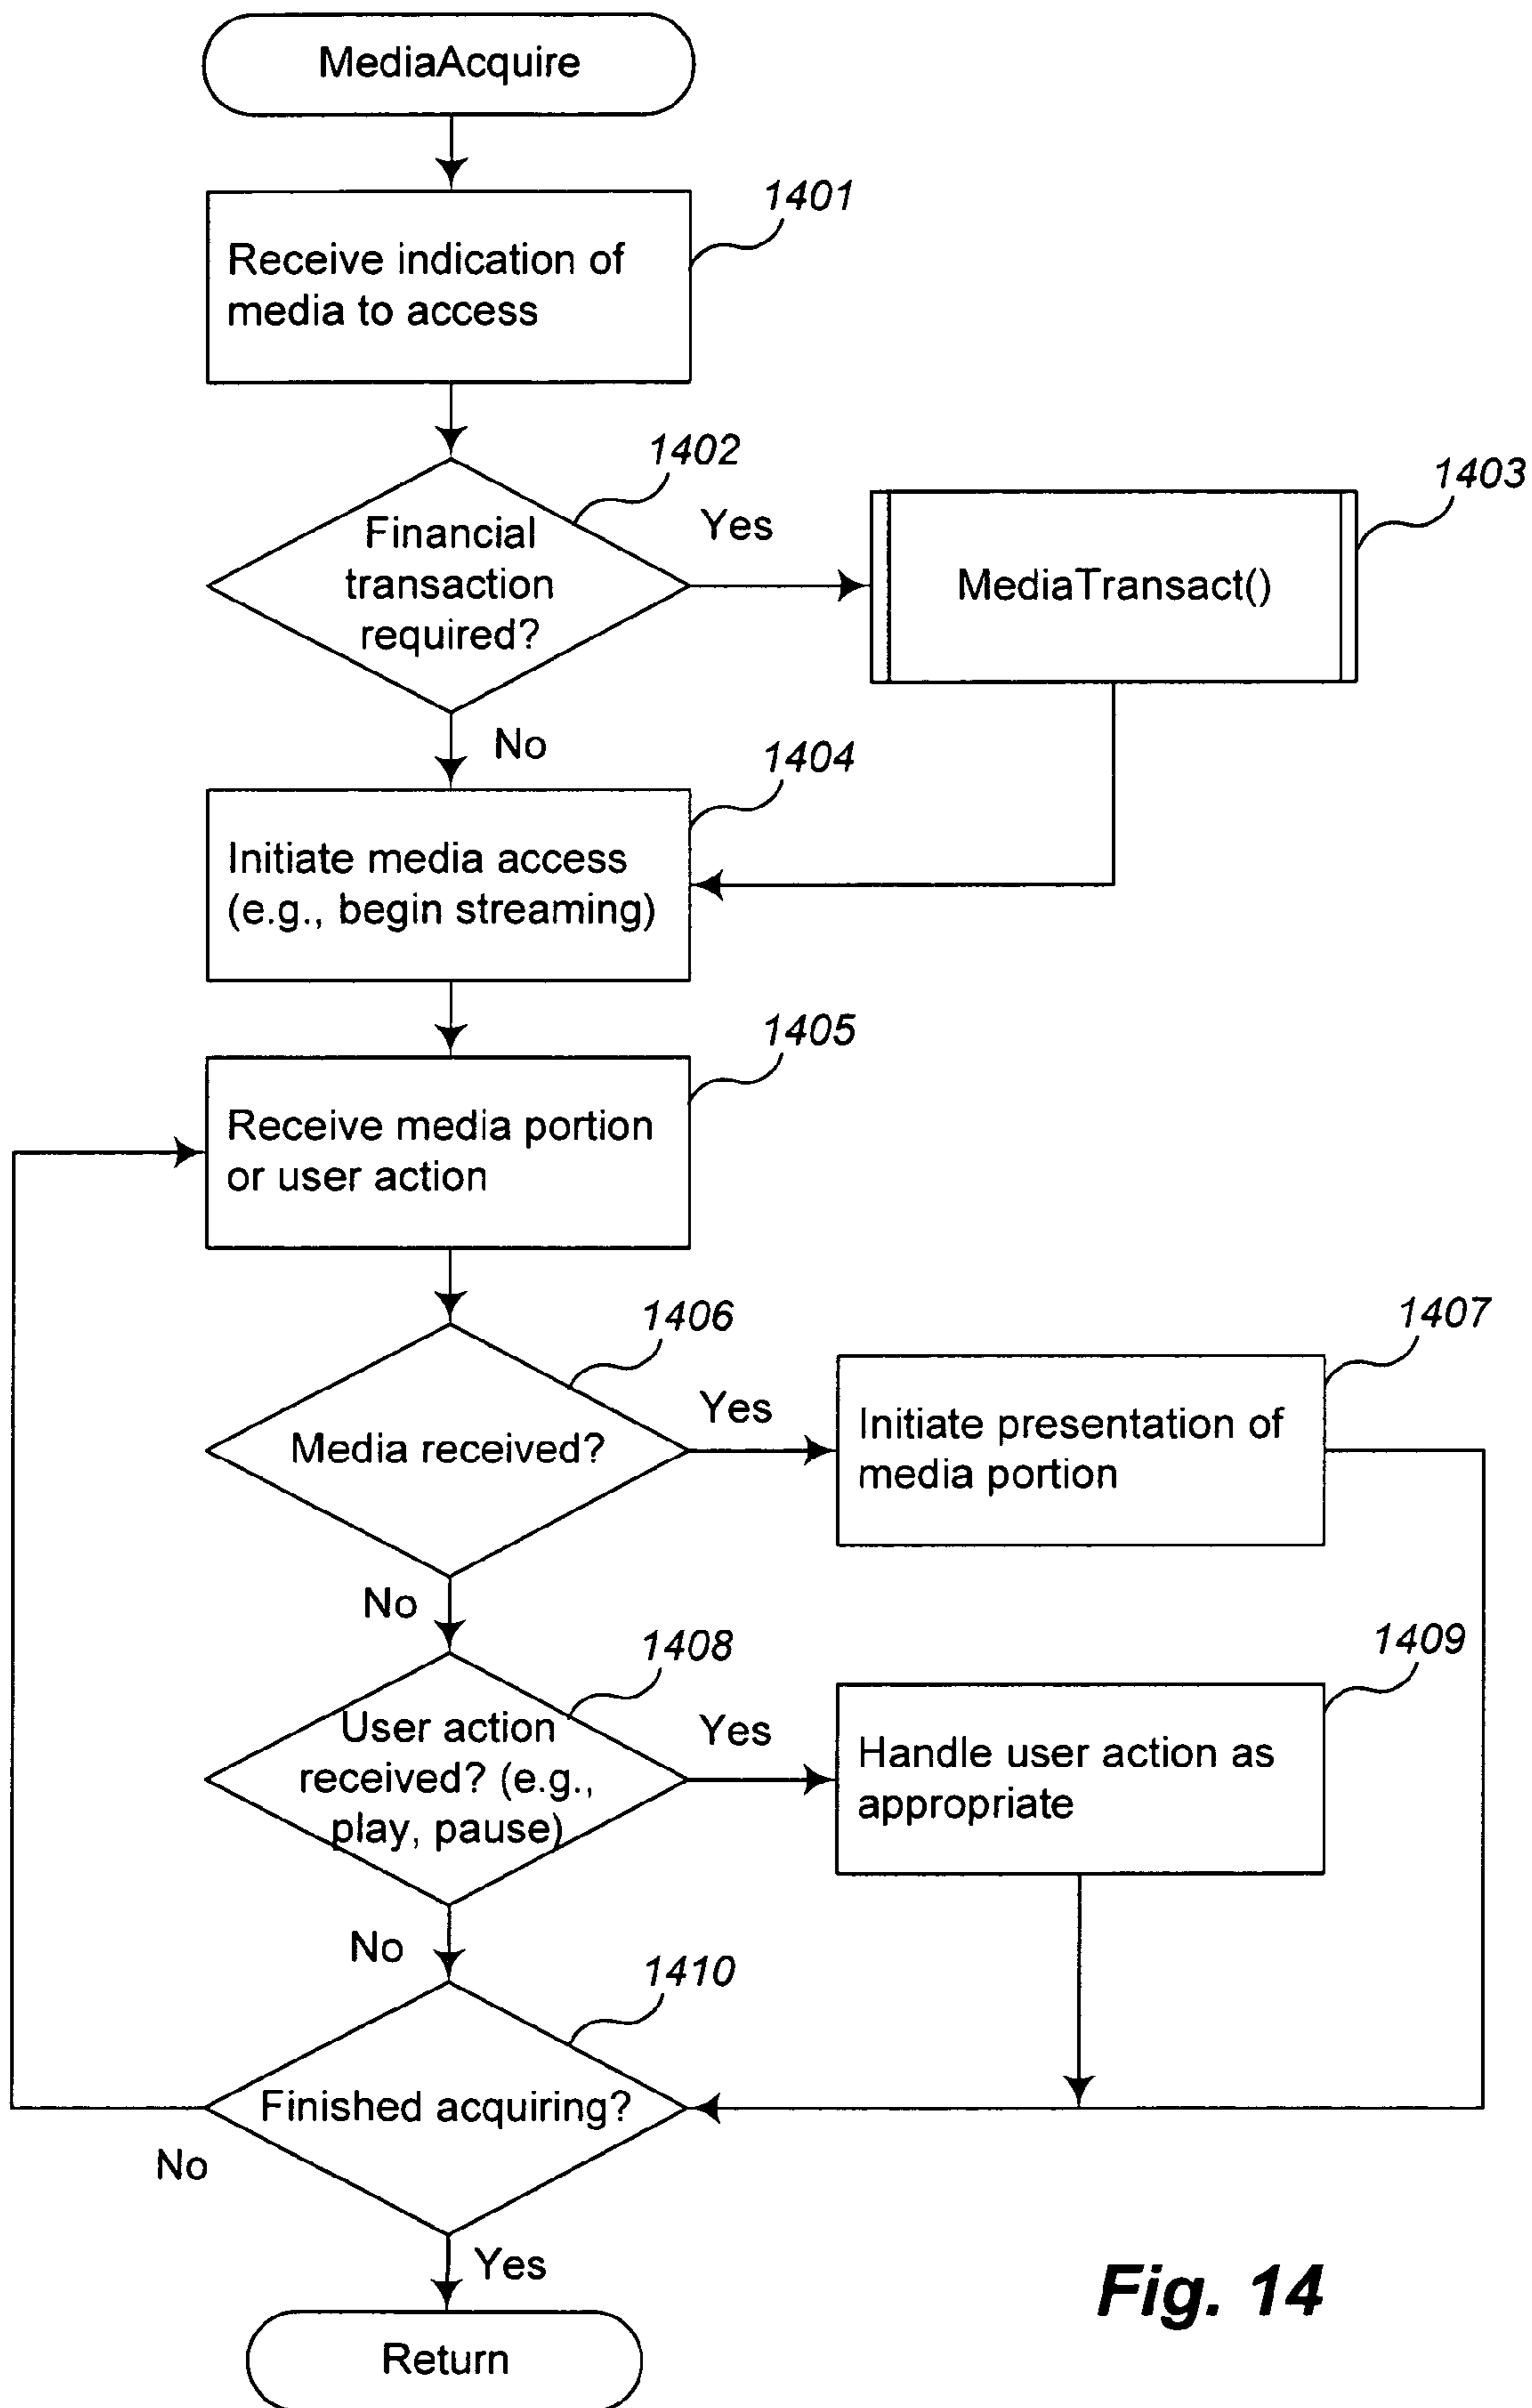 MediaAcquire
1401
Receive indication of
media to access
1402
Financial
transaction
required?
Yes
1403
MediaTransact()
No
1404
Initiate media access
(e.g., begin streaming)
1405
Receive media portion
or user action
1406
Media received?
Yes
1407
Initiate presentation of
media portion
No
1408
User action
received? (e.g.,
play, pause)
Yes
1409
Handle user action as
appropriate
No
1410
Finished acquiring?
No
Yes
Return
Fig. 14